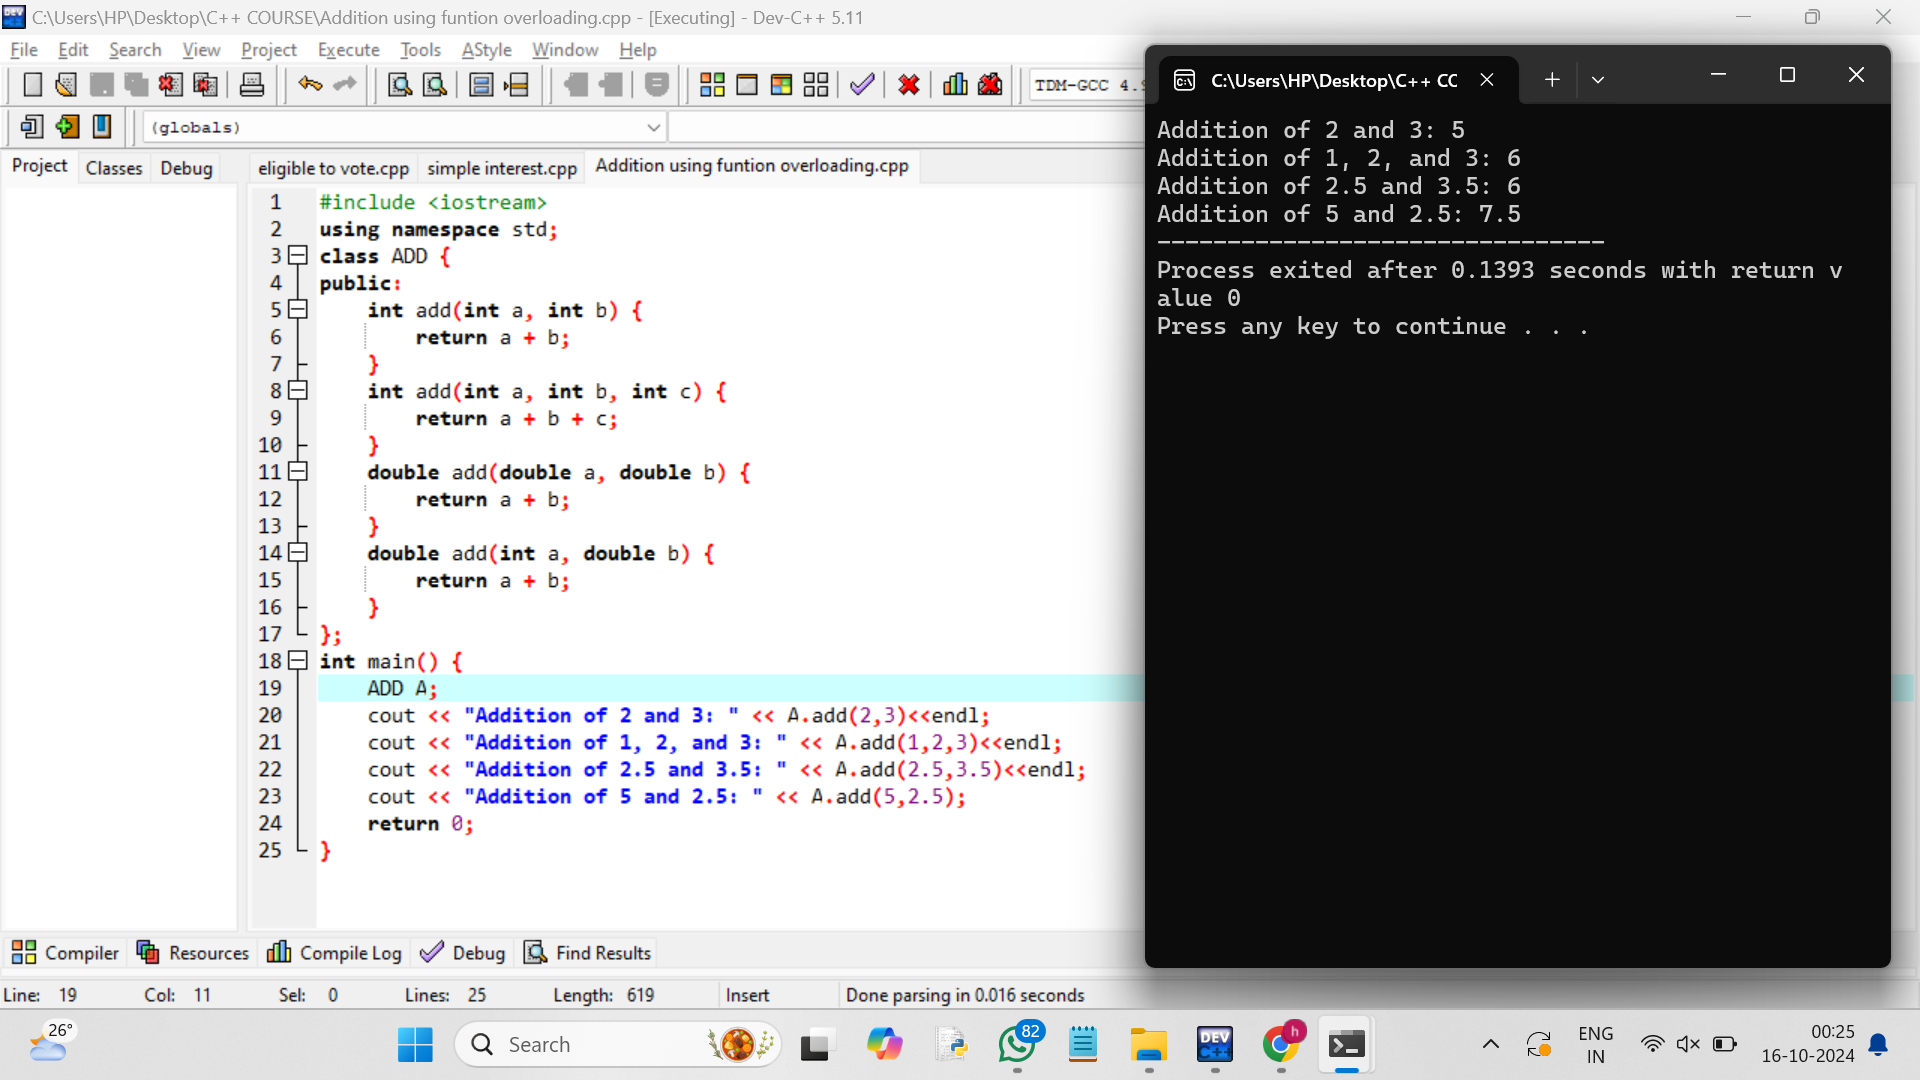 C:\Users\HP\Desktop\C++ COURSE\Addition using funtion overloading.cpp - [Executing] - Dev-C++ 5.11
File Edit Search View Project Execute Tools AStyle Window Help
TDM-GCC 4.9
(globals)
Project Classes Debug
eligible to vote.cpp simple interest.cpp Addition using funtion overloading.cpp
1 #include <iostream>
2 using namespace std;
3 class ADD {
4 public:
5 int add(int a, int b) {
6 return a + b;
7 }
8 int add(int a, int b, int c) {
9 return a + b + c;
10 }
11 double add(double a, double b) {
12 return a + b;
13 }
14 double add(int a, double b) {
15 return a + b;
16 }
17 };
18 int main() {
19 ADD A;
20 cout << "Addition of 2 and 3: " << A.add(2,3)<<endl;
21 cout << "Addition of 1, 2, and 3: " << A.add(1,2,3)<<endl;
22 cout << "Addition of 2.5 and 3.5: " << A.add(2.5,3.5)<<endl;
23 cout << "Addition of 5 and 2.5: " << A.add(5,2.5);
24 return 0;
25 }
C:\Users\HP\Desktop\C++ CC
Addition of 2 and 3: 5
Addition of 1, 2, and 3: 6
Addition of 2.5 and 3.5: 6
Addition of 5 and 2.5: 7.5
--------------------------------
Process exited after 0.1393 seconds with return v
alue 0
Press any key to continue . . .
Compiler Resources Compile Log Debug Find Results
Line: 19 Col: 11 Sel: 0 Lines: 25 Length: 619 Insert Done parsing in 0.016 seconds
26°
Search
82
DEV
C++
h
ENG
IN
00:25
16-10-2024